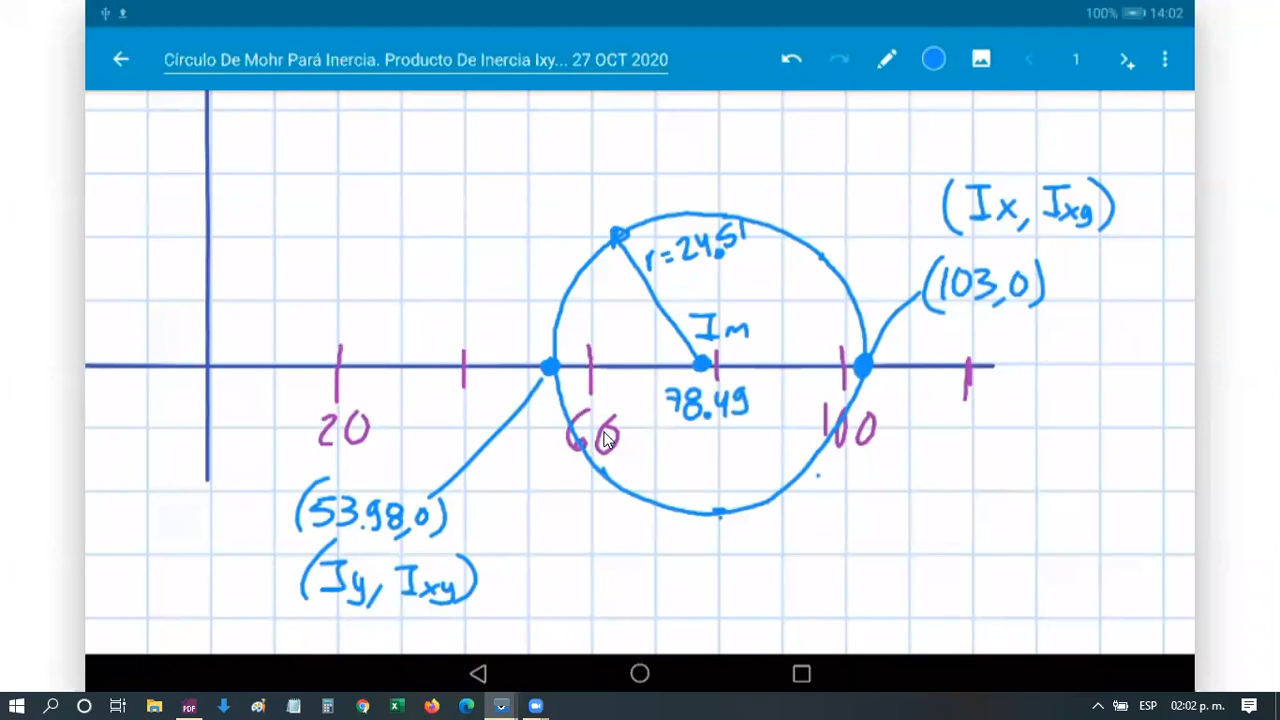 100% 14:02
Círculo De Mohr Pará Inercia. Producto De Inercia Ixy... 27 OCT 2020
1
(Ix, Ixy)
r=24.51
(103,0)
Im
78.49
20
60
100
(53.98,0)
(Iy, Ixy)
PDF
ESP 02:02 p. m.